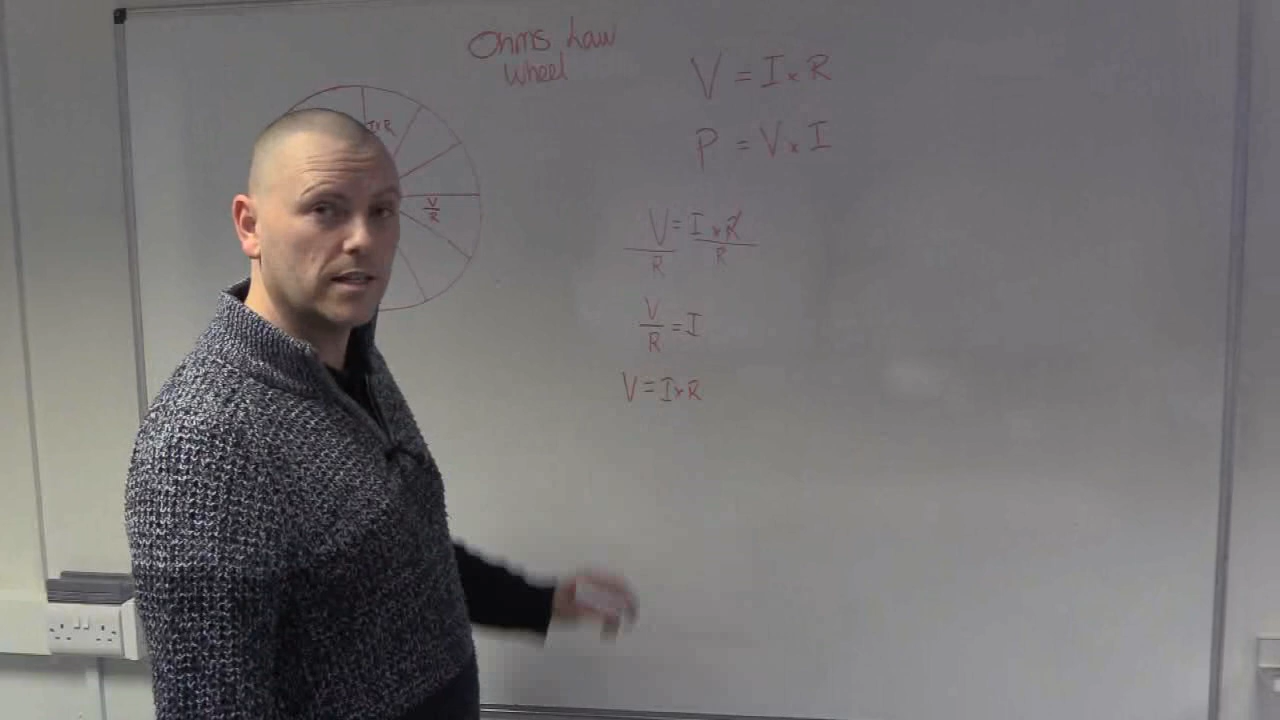 Ohms Law
Wheel
V = I x R
P = V x I
I x R
V
R
V = I x R
R R
V
R = I
V = I x R